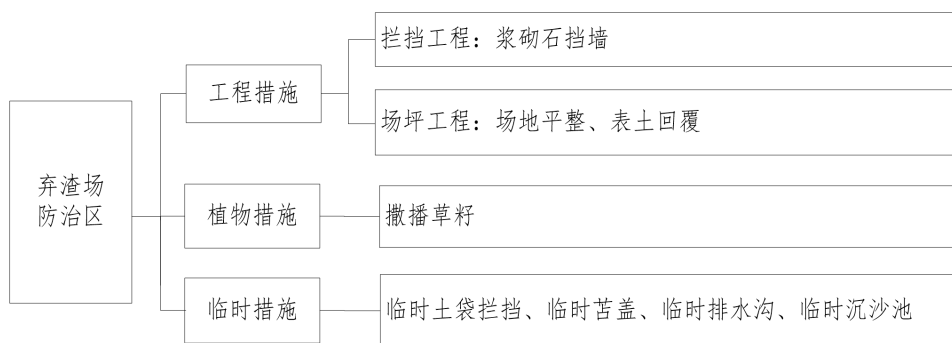 弃渣场
防治区
工程措施
拦挡工程：浆砌石挡墙
场坪工程：场地平整、表土回覆
植物措施
撒播草籽
临时措施
临时土袋拦挡、临时苫盖、临时排水沟、临时沉沙池